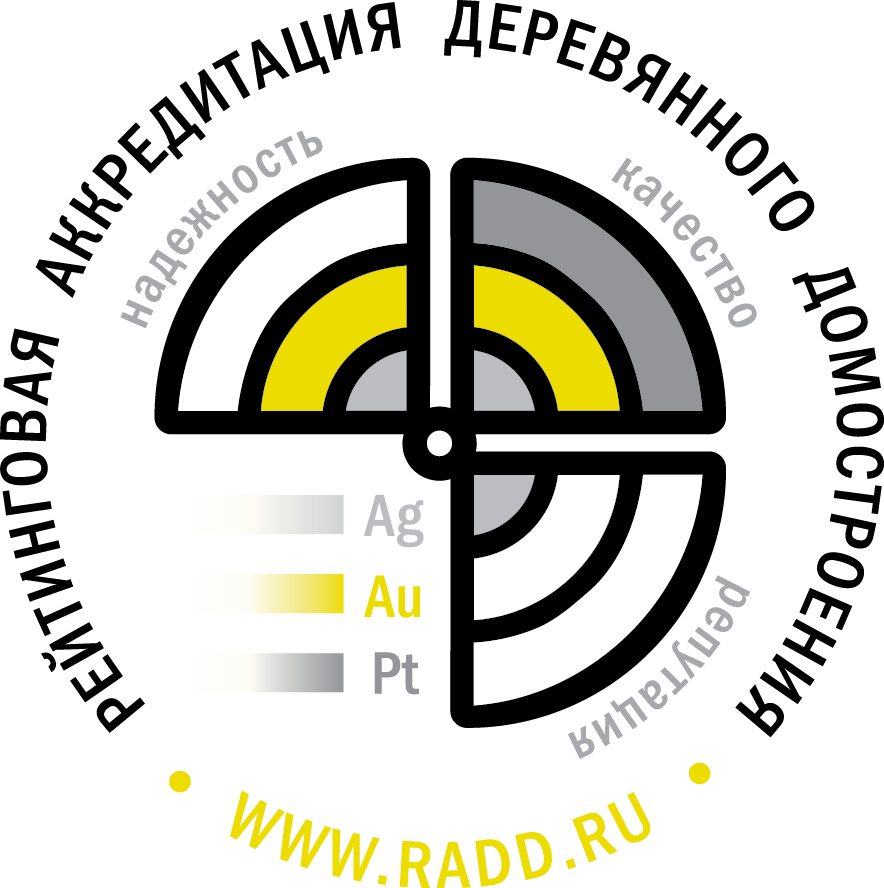 РЕЙТИНГОВАЯ АККРЕДИТАЦИЯ ДЕРЕВЯННОГО ДОМОСТРОЕНИЯ
надежность
качество
Ag
Au
Pt
репутация
• WWW.RADD.RU •